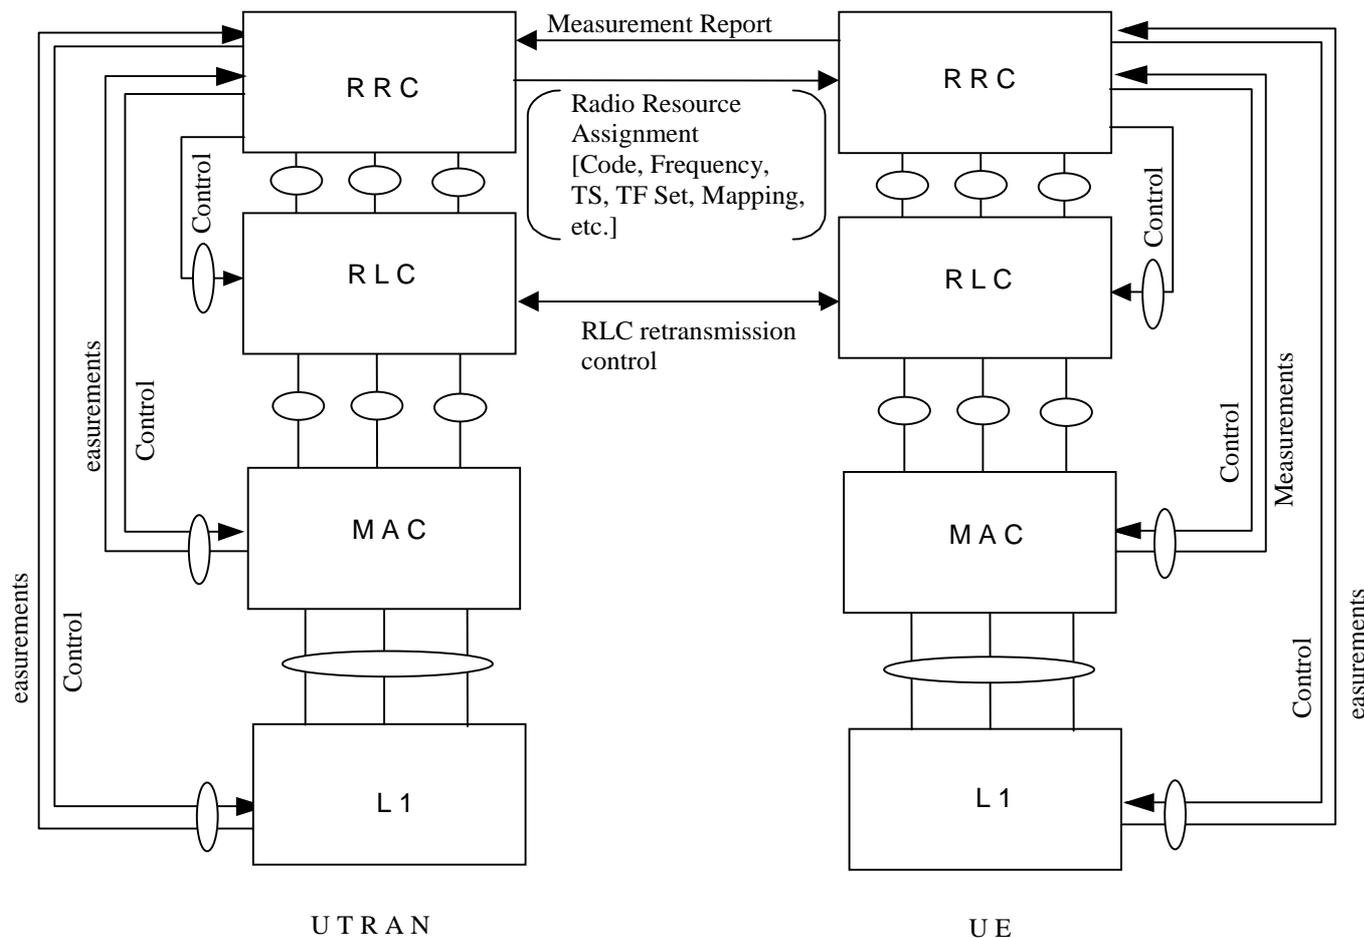 Measurement Report
R R C
R R C
Radio Resource
Assignment
[Code, Frequency,
TS, TF Set, Mapping,
etc.]
Control
Control
R L C
R L C
RLC retransmission
control
easurements
Control
Control
Measurements
M A C
M A C
easurements
Control
Control
easurements
L 1
L 1
U T R A N
U E